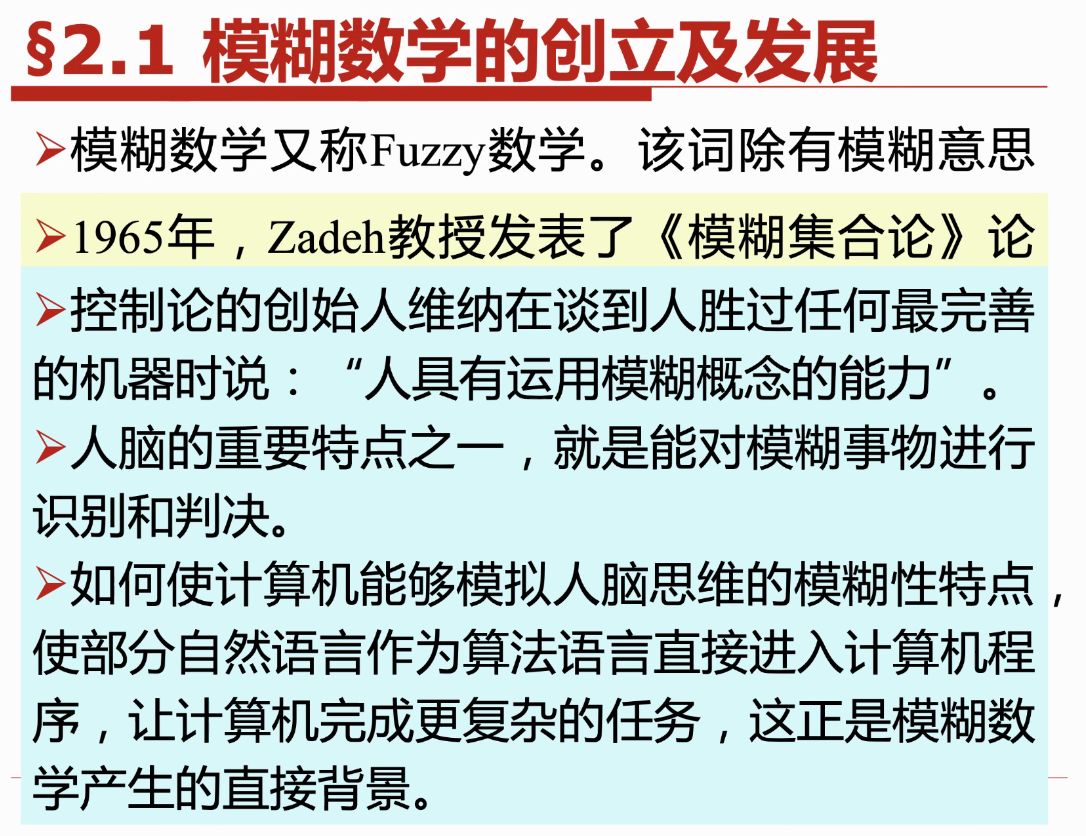 §2.1 模糊数学的创立及发展
➢模糊数学又称Fuzzy数学。该词除有模糊意思
➢1965年，Zadeh教授发表了《模糊集合论》论
➢控制论的创始人维纳在谈到人胜过任何最完善
的机器时说：“人具有运用模糊概念的能力”。
➢人脑的重要特点之一，就是能对模糊事物进行
识别和判决。
➢如何使计算机能够模拟人脑思维的模糊性特点，
使部分自然语言作为算法语言直接进入计算机程
序，让计算机完成更复杂的任务，这正是模糊数
学产生的直接背景。